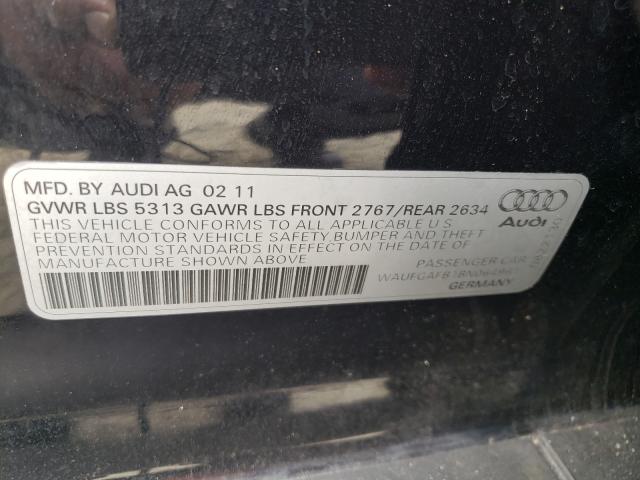 MFD. BY AUDI AG 02 11
GVWR LBS 5313 GAWR LBS FRONT 2767/REAR 2634
THIS VEHICLE CONFORMS TO ALL APPLICABLE U S
FEDERAL MOTOR VEHICLE SAFETY, BUMPER AND THEFT
PREVENTION STANDARDS IN EFFECT ON THE DATE OF
MANUFACTURE SHOWN ABOVE
Audi
PASSENGER CAR
GERMANY